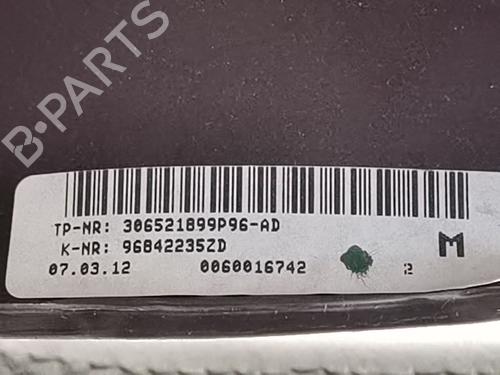 B-PARTS
TP-NR: 306521899P96-AD
K-NR: 96842235ZD
M
07.03.12 0060016742 2